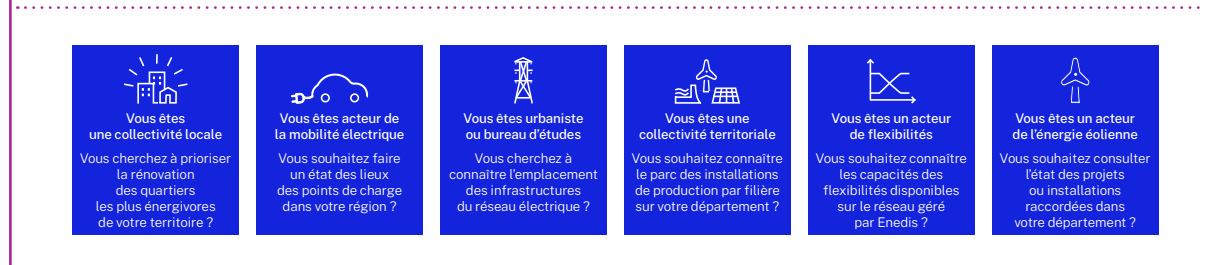 Vous êtes
une collectivité locale
Vous cherchez à prioriser
la rénovation
des quartiers
les plus énergivores
de votre territoire ?
Vous êtes acteur de
la mobilité électrique
Vous souhaitez faire
un état des lieux
des points de charge
dans votre région ?
Vous êtes urbaniste
ou bureau d'études
Vous cherchez à
connaître l'emplacement
des infrastructures
du réseau électrique ?
Vous êtes une
collectivité territoriale
Vous souhaitez connaître
le parc des installations
de production par filière
sur votre département ?
Vous êtes un acteur
de flexibilités
Vous souhaitez connaître
les capacités des
flexibilités disponibles
sur le réseau géré
par Enedis ?
Vous êtes un acteur
de l'énergie éolienne
Vous souhaitez consulter
l'état des projets
ou installations
raccordées dans
votre département ?